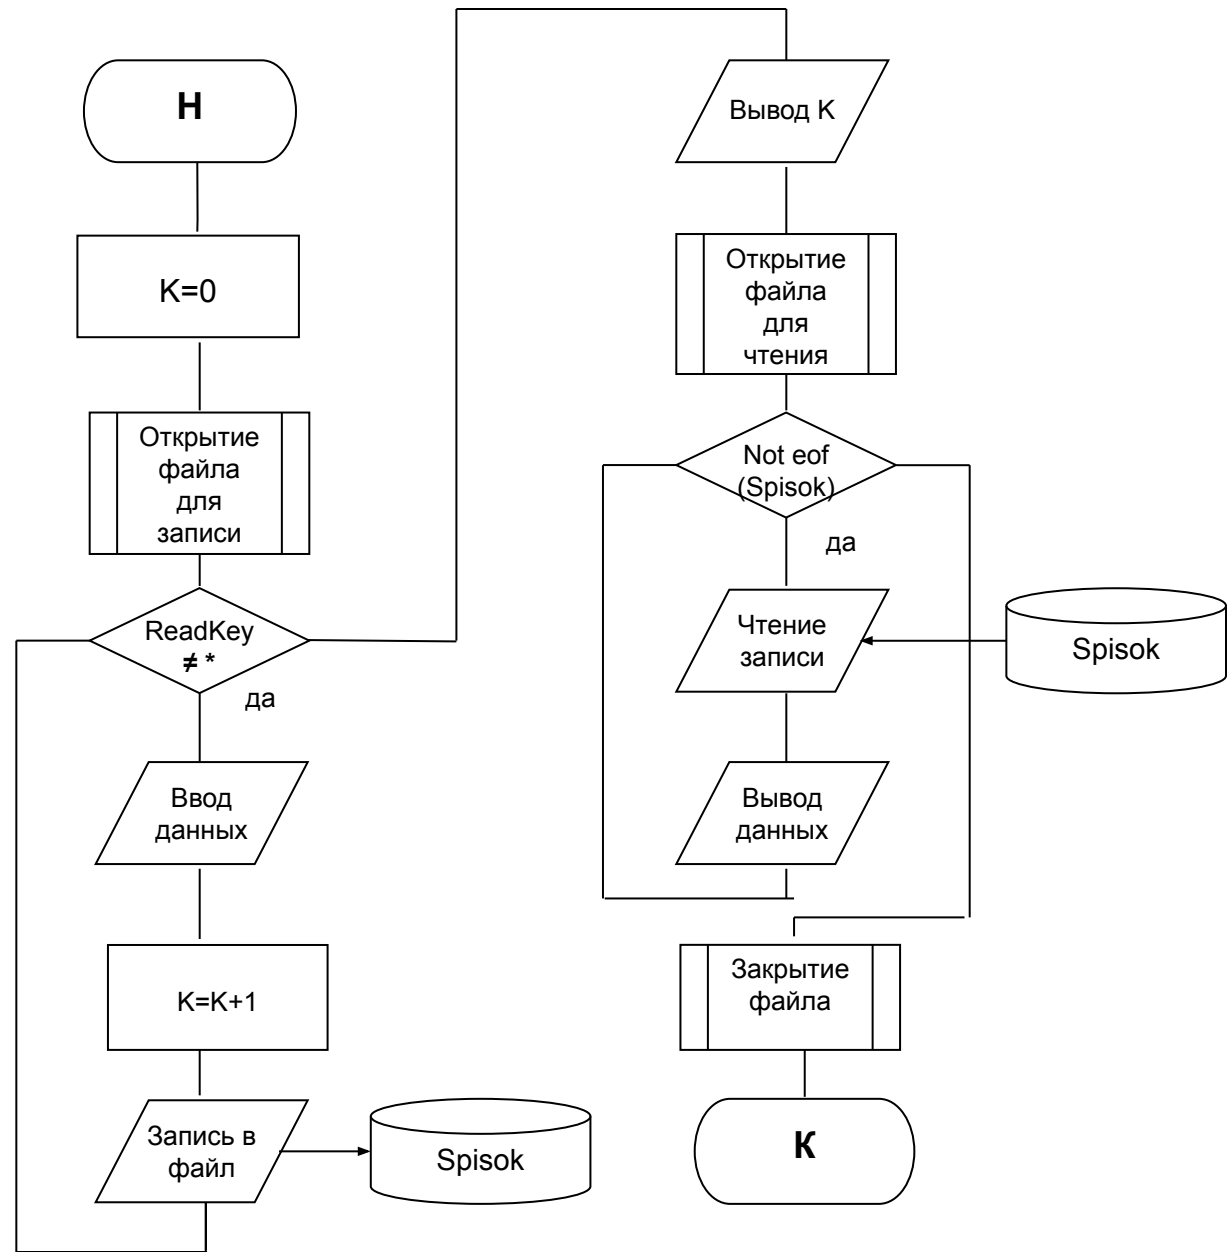 Н
K=0
Открытие
файла
для
записи
ReadKey
≠ *
да
Ввод
данных
K=K+1
Запись в
файл
Spisok
Вывод K
Открытие
файла
для
чтения
Not eof
(Spisok)
да
Чтение
записи
Spisok
Вывод
данных
Закрытие
файла
К